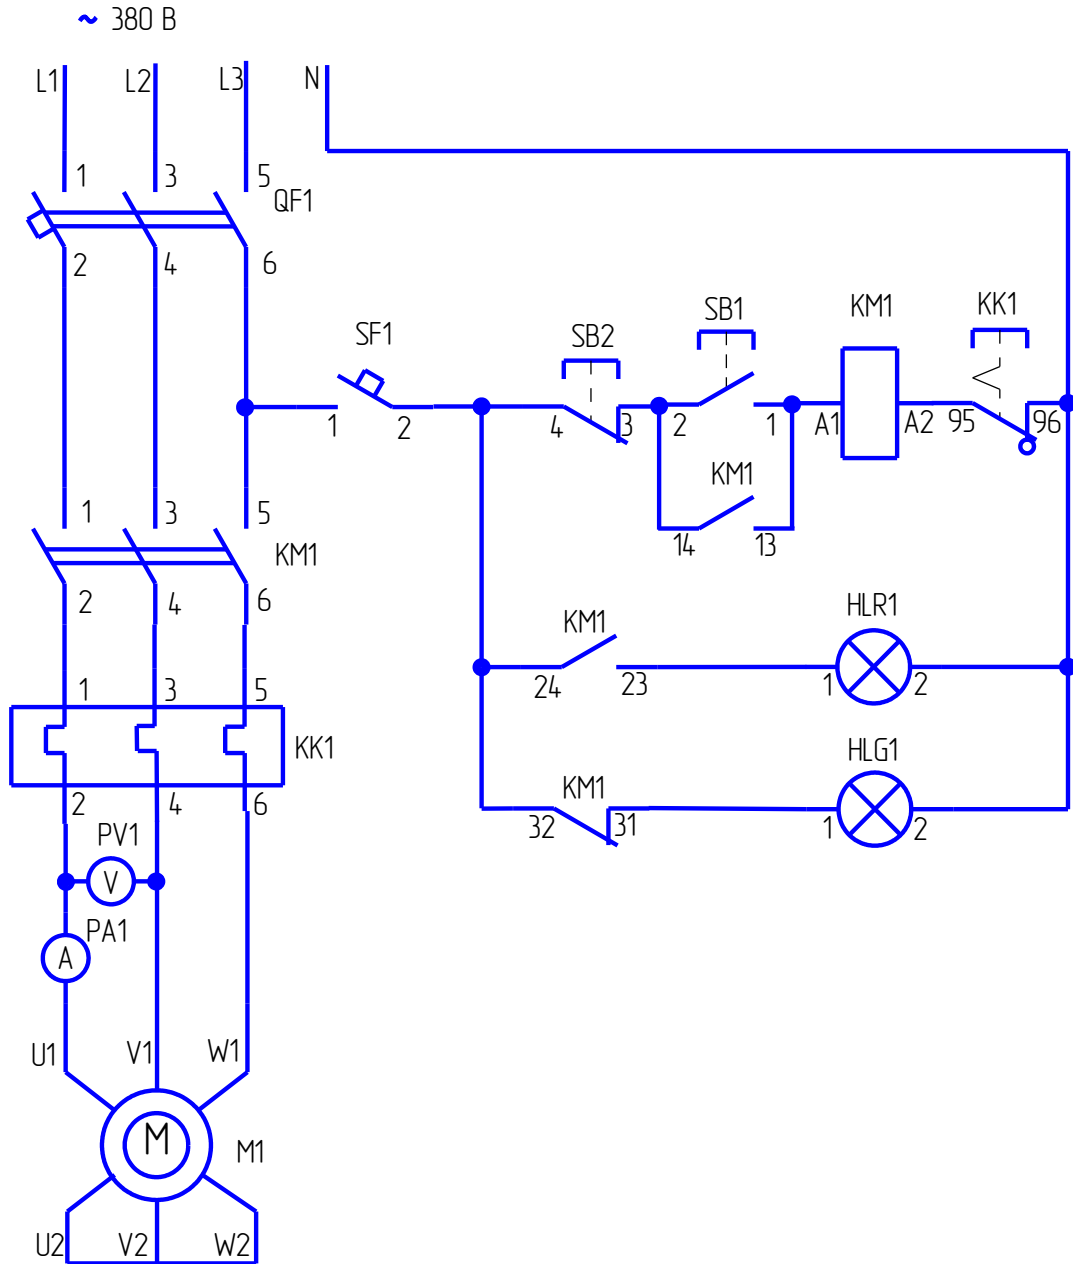 ~ 380 В
L1 L2 L3 N
1 3 5
QF1
2 4 6
SF1 SB2 SB1 KM1 KK1
1 2 4 3 2 1 A1 A2 95 96
KM1
14 13
1 3 5
KM1
2 4 6
KM1 HLR1
24 23 1 2
1 3 5
KK1
2 4 6
KM1 HLG1
32 31 1 2
PV1
V
PA1
A
U1 V1 W1
M
M1
U2 V2 W2